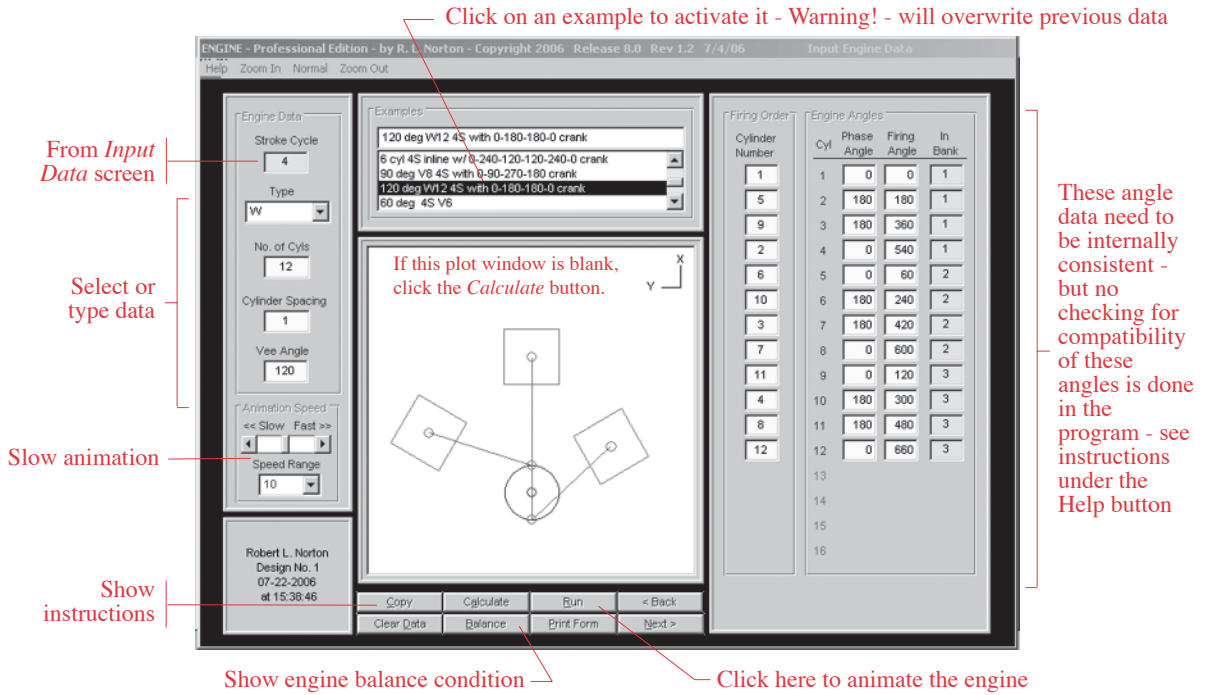 Click on an example to activate it - Warning! - will overwrite previous data
ENGINE - Professional Edition - by R. L. Norton - Copyright 2006 Release 8.0 Rev 1.2 7/4/06 Input Engine Data
Help Zoom In Normal Zoom Out
From Input
Data screen
Select or
type data
Slow animation
Show
instructions
Engine Data
Stroke Cycle
4
Type
W
No. of Cyls
12
Cylinder Spacing
1
Vee Angle
120
Animation Speed
<< Slow Fast >>
Speed Range
10
Robert L. Norton
Design No. 1
07-22-2006
at 15:38:46
Examples
120 deg W12 4S with 0-180-180-0 crank
6 cyl 4S inline w/ 0-240-120-120-240-0 crank
90 deg V8 4S with 0-90-270-180 crank
120 deg W12 4S with 0-180-180-0 crank
60 deg 4S V6
If this plot window is blank,
click the Calculate button.
X
Y
Copy Calculate Run < Back
Clear Data Balance Print Form Next >
Firing Order
Cylinder
Number
1
5
9
2
6
10
3
7
11
4
8
12
Engine Angles
Cyl Phase Angle Firing Angle In Bank
1 0 0 1
2 180 180 1
3 180 360 1
4 0 540 1
5 0 60 2
6 180 240 2
7 180 420 2
8 0 600 2
9 0 120 3
10 180 300 3
11 180 480 3
12 0 660 3
13
14
15
16
These angle
data need to
be internally
consistent -
but no
checking for
compatibility
of these
angles is done
in the
program - see
instructions
under the
Help button
Show engine balance condition
Click here to animate the engine